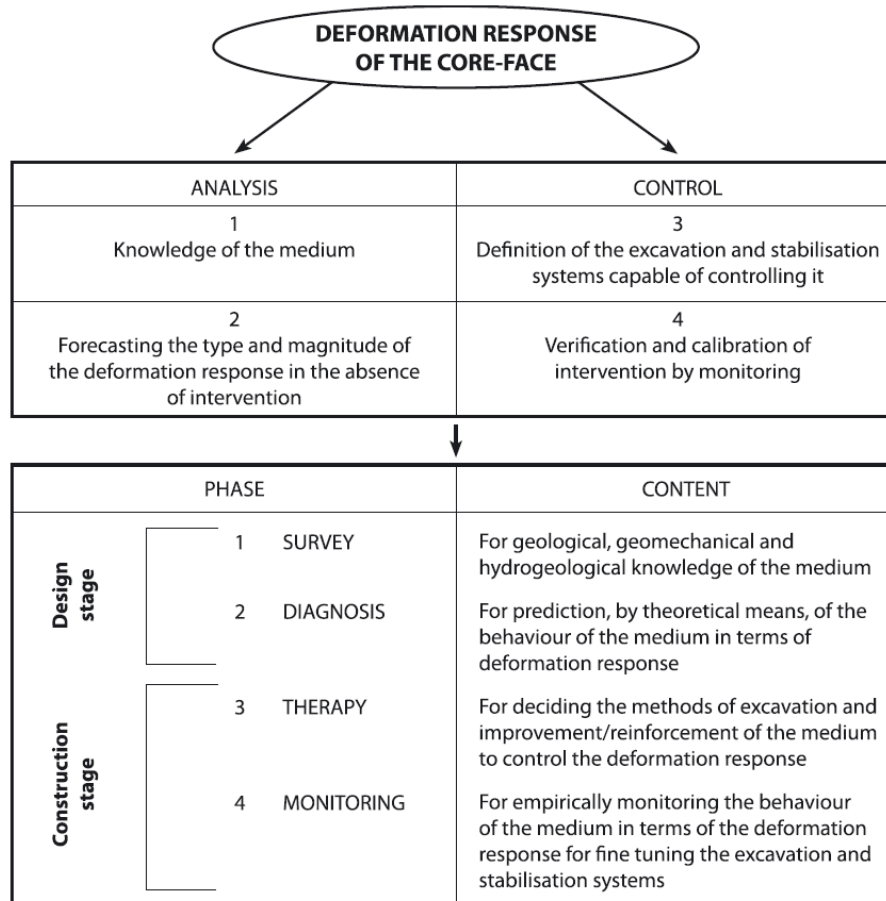 DEFORMATION RESPONSE
OF THE CORE-FACE
ANALYSIS
CONTROL
1
Knowledge of the medium
3
Definition of the excavation and stabilisation
systems capable of controlling it
2
Forecasting the type and magnitude of
the deformation response in the absence
of intervention
4
Verification and calibration of
intervention by monitoring
PHASE
CONTENT
Design
stage
1 SURVEY
For geological, geomechanical and
hydrogeological knowledge of the medium
2 DIAGNOSIS
For prediction, by theoretical means, of the
behaviour of the medium in terms of
deformation response
Construction
stage
3 THERAPY
For deciding the methods of excavation and
improvement/reinforcement of the medium
to control the deformation response
4 MONITORING
For empirically monitoring the behaviour
of the medium in terms of the deformation
response for fine tuning the excavation and
stabilisation systems